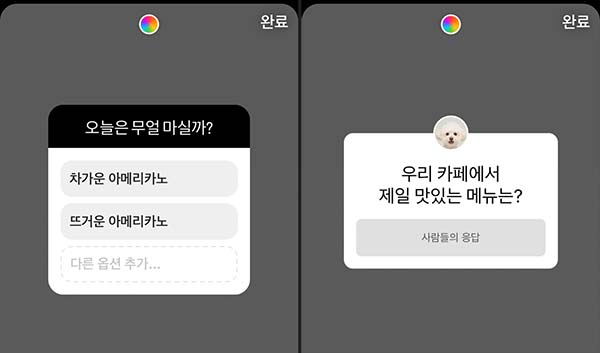 완료
오늘은 무얼 마실까?
차가운 아메리카노
뜨거운 아메리카노
다른 옵션 추가...
완료
우리 카페에서
제일 맛있는 메뉴는?
사람들의 응답